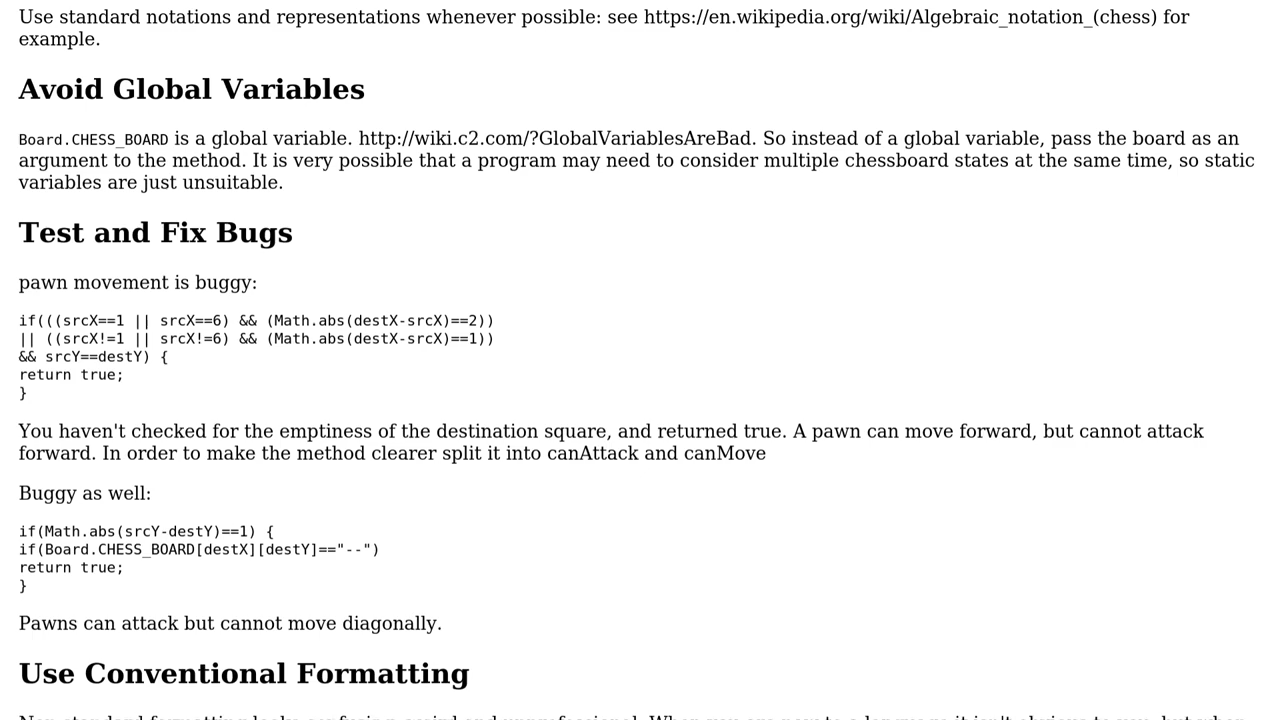 Use standard notations and representations whenever possible: see https://en.wikipedia.org/wiki/Algebraic_notation_(chess) for
example.
Avoid Global Variables
Board.CHESS_BOARD is a global variable. http://wiki.c2.com/?GlobalVariablesAreBad. So instead of a global variable, pass the board as an
argument to the method. It is very possible that a program may need to consider multiple chessboard states at the same time, so static
variables are just unsuitable.
Test and Fix Bugs
pawn movement is buggy:
if(((srcX==1 || srcX==6) && (Math.abs(destX-srcX)==2))
|| ((srcX!=1 || srcX!=6) && (Math.abs(destX-srcX)==1))
&& srcY==destY) {
return true;
}
You haven't checked for the emptiness of the destination square, and returned true. A pawn can move forward, but cannot attack
forward. In order to make the method clearer split it into canAttack and canMove
Buggy as well:
if(Math.abs(srcY-destY)==1) {
if(Board.CHESS_BOARD[destX][destY]=="--")
return true;
}
Pawns can attack but cannot move diagonally.
Use Conventional Formatting